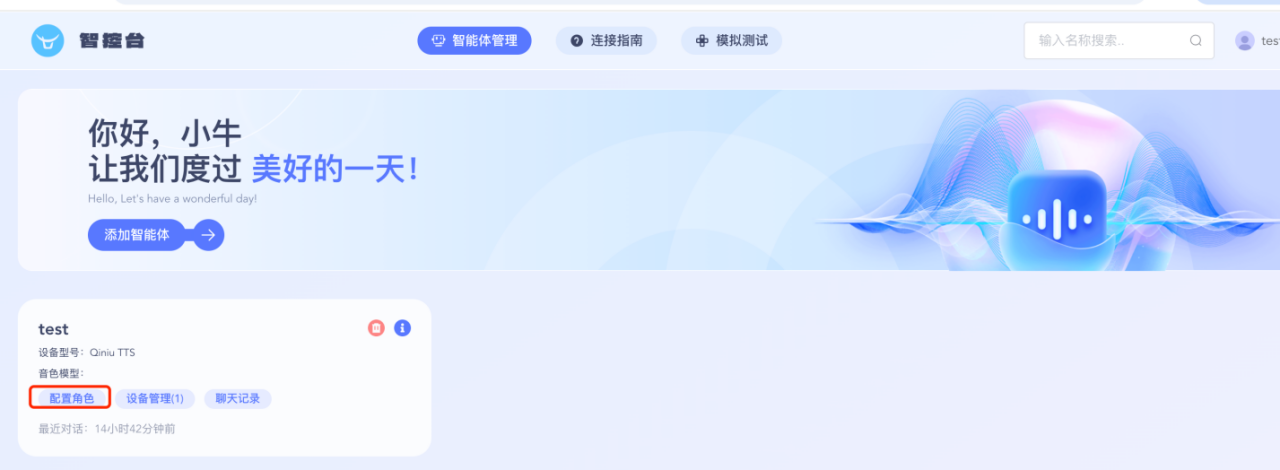 智控台
智能体管理
连接指南
模拟测试
输入名称搜索..
test
你好，小牛
让我们度过 美好的一天！
Hello, Let's have a wonderful day!
添加智能体
test
设备型号：Qiniu TTS
音色模型：
配置角色
设备管理(1)
聊天记录
最近对话：14小时42分钟前